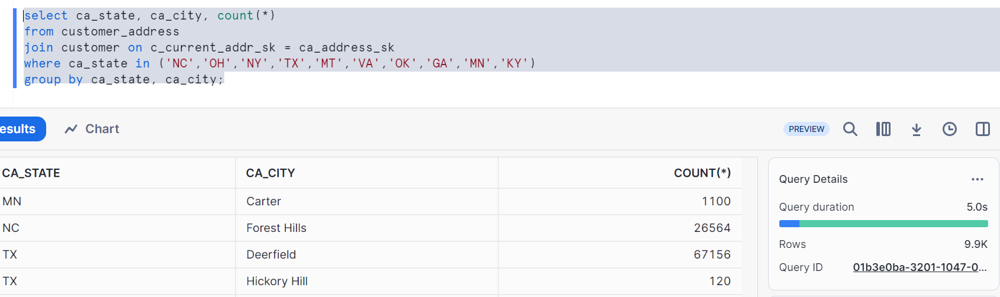 select ca_state, ca_city, count(*)
from customer_address
join customer on c_current_addr_sk = ca_address_sk
where ca_state in ('NC','OH','NY','TX','MT','VA','OK','GA','MN','KY')
group by ca_state, ca_city;
esults Chart PREVIEW
CA_STATE CA_CITY COUNT(*)
MN Carter 1100
NC Forest Hills 26564
TX Deerfield 67156
TX Hickory Hill 120
Query Details ...
Query duration 5.0s
Rows 9.9K
Query ID 01b3e0ba-3201-1047-0...